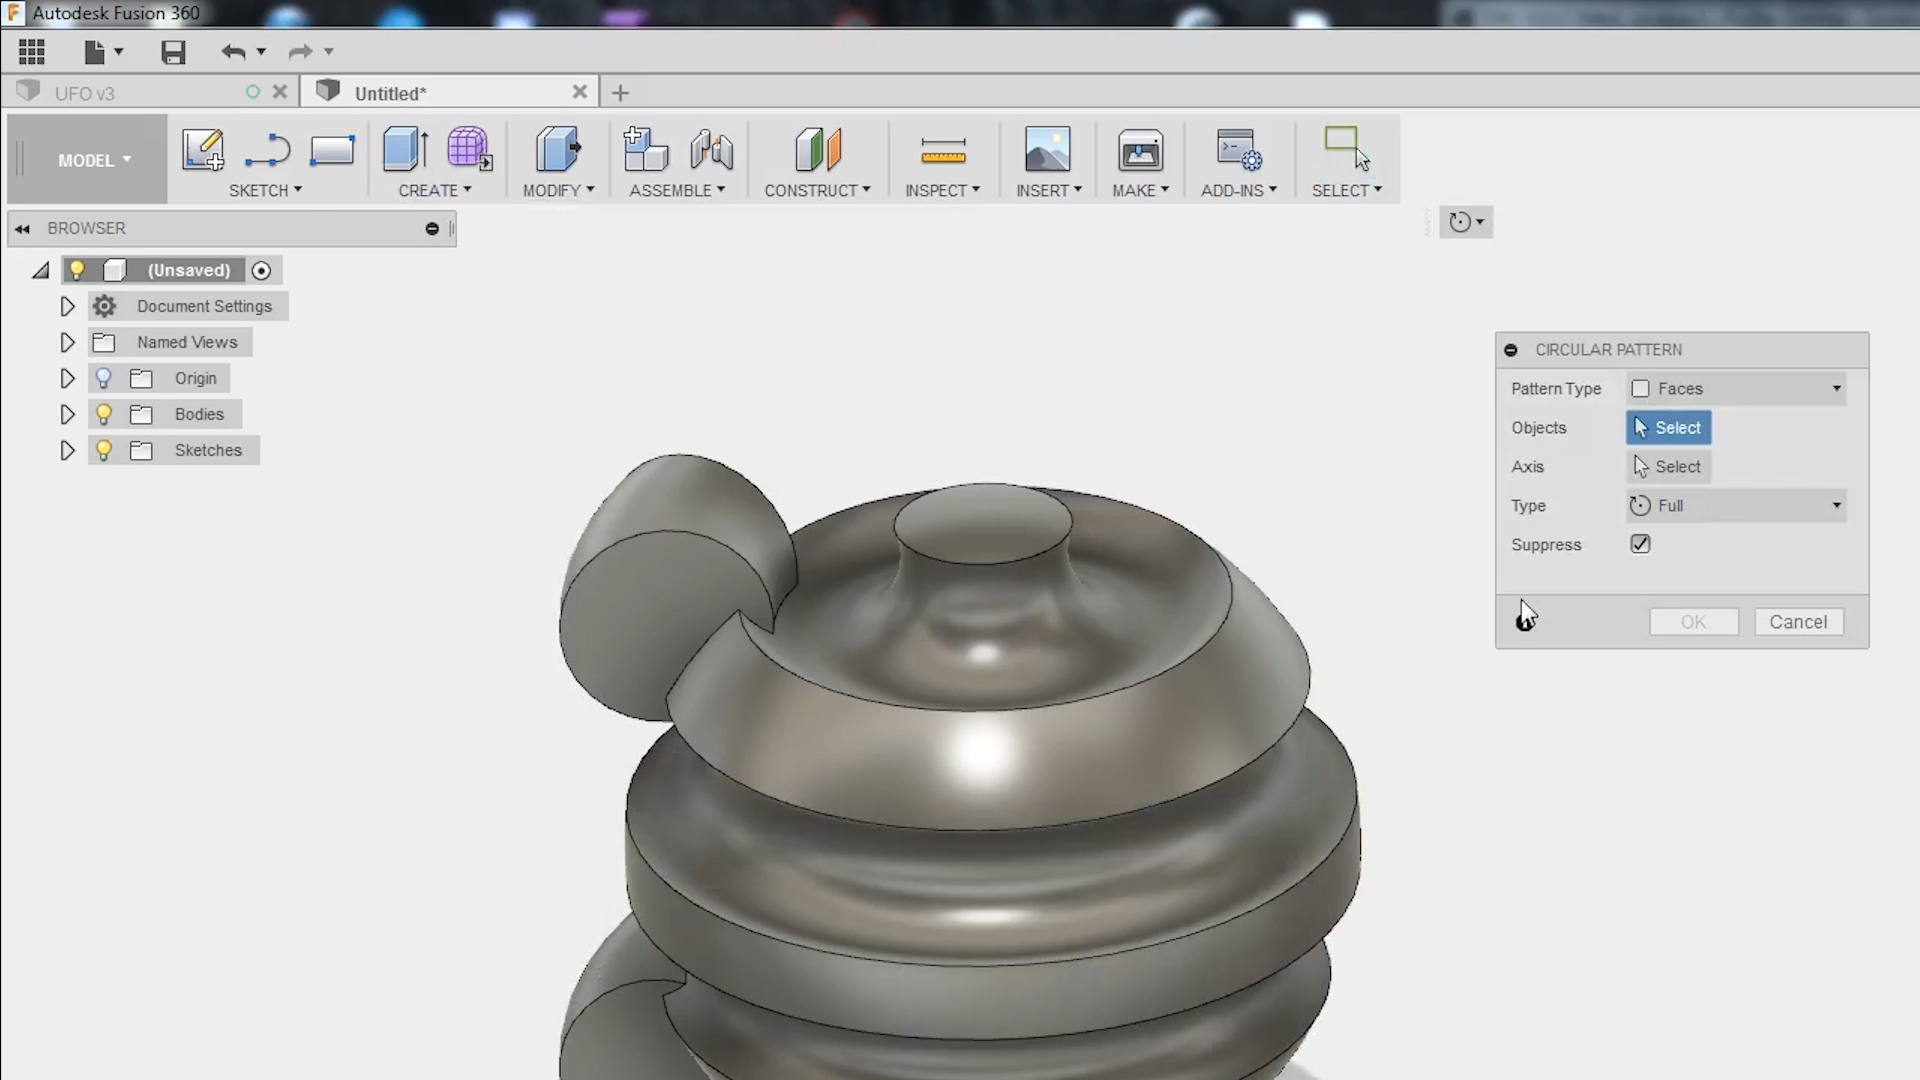 Autodesk Fusion 360
UFO v3
Untitled*
MODEL
SKETCH
CREATE
MODIFY
ASSEMBLE
CONSTRUCT
INSPECT
INSERT
MAKE
ADD-INS
SELECT
BROWSER
(Unsaved)
Document Settings
Named Views
Origin
Bodies
Sketches
CIRCULAR PATTERN
Pattern Type Faces
Objects Select
Axis Select
Type Full
Suppress
OK Cancel